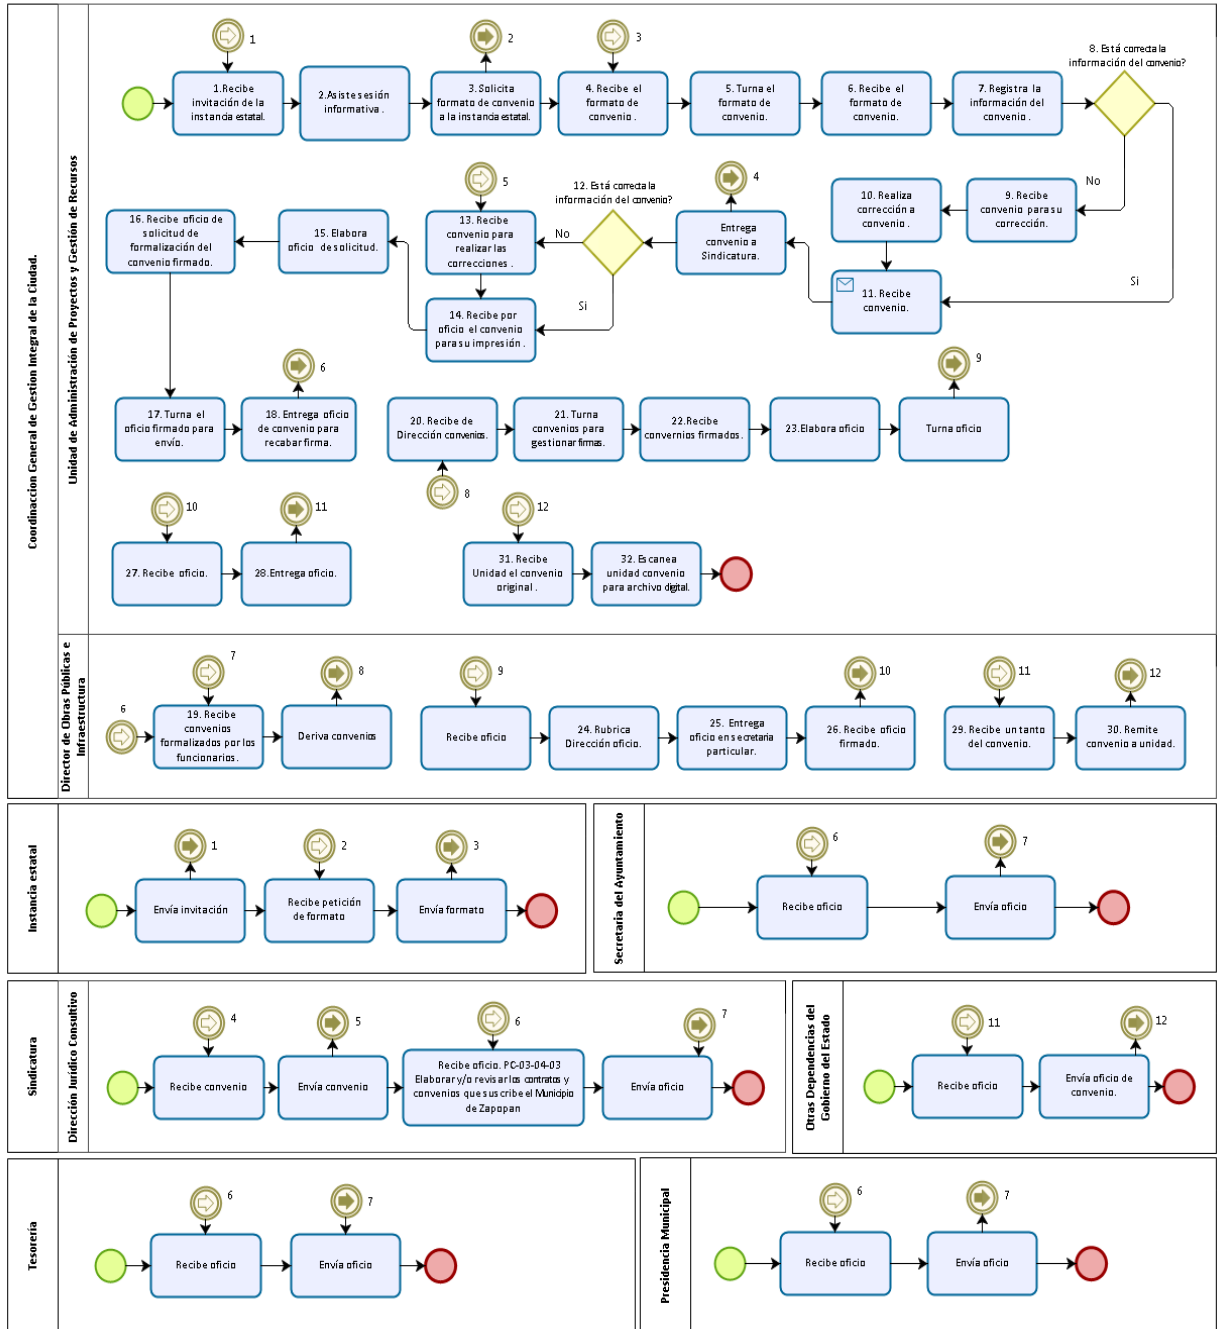 Coordinaccion General de Gestion Integral de la Ciudad.
Unidad de Administración de Proyectos y Gestión de Recursos
1
2
3
8. Está correcta la
información del convenio?
1.Recibe
invitación de la
instancia estatal.
2.Asiste sesión
informativa .
3. Solicita
formato de convenio
a la instancia estatal.
4. Recibe el
formato de
convenio .
5. Turna el
formato de
convenio.
6. Recibe el
formato de
convenio.
7. Registra la
información del
convenio .
No
Si
9. Recibe
convenio para su
corrección.
10. Realiza
corrección a
convenio .
11. Recibe
convenio.
4
Entrega
convenio a
Sindicatura.
12. Está correcta la
información del convenio?
No
Si
5
13. Recibe
convenio para
realizar las
correcciones .
14. Recibe por
oficio el convenio
para su impresión .
15. Elabora
oficio de solicitud.
16. Recibe oficio de
solicitud de
formalización del
convenio firmado.
6
9
17. Turna el
oficio firmado para
envío.
18. Entrega oficio
de convenio para
recabar firma.
20. Recibe de
Dirección convenios.
21. Turna
convenios para
gestionar firmas.
22.Recibe
convernios firmados.
23.Elabora oficio
Turna oficio
8
10
11
12
27. Recibe oficio.
28.Entrega oficio.
31. Recibe
Unidad el convenio
original .
32. Escanea
unidad convenio
para archivo digital.
Director de Obras Públicas e
Infraestructura
6
7
8
9
10
11
12
19. Recibe
convenios
formalizados por los
funcionarios.
Deriva convenios
Recibe oficio
24. Rubrica
Dirección oficio.
25. Entrega
oficio en secretaria
particular.
26. Recibe oficio
firmado.
29. Recibe un tanto
del convenio.
30. Remite
convenio a unidad.
Instancia estatal
1
2
3
Envía invitación
Recibe petición
de formato
Envía formato
Secretaria del Ayuntamiento
6
7
Recibe oficio
Envía oficio
Sindicatura
Dirección Jurídico Consultivo
4
5
6
7
Recibe convenio
Envía convenio
Recibe oficio. PC-03-04-03
Elaborar y/o revisar los contratos y
convenios que suscribe el Municipio
de Zapopan
Envía oficio
Otras Dependencias del
Gobierno del Estado
11
12
Recibe oficio
Envía oficio de
convenio.
Tesorería
6
7
Recibe oficio
Envía oficio
Presidencia Municipal
6
7
Recibe oficio
Envía oficio